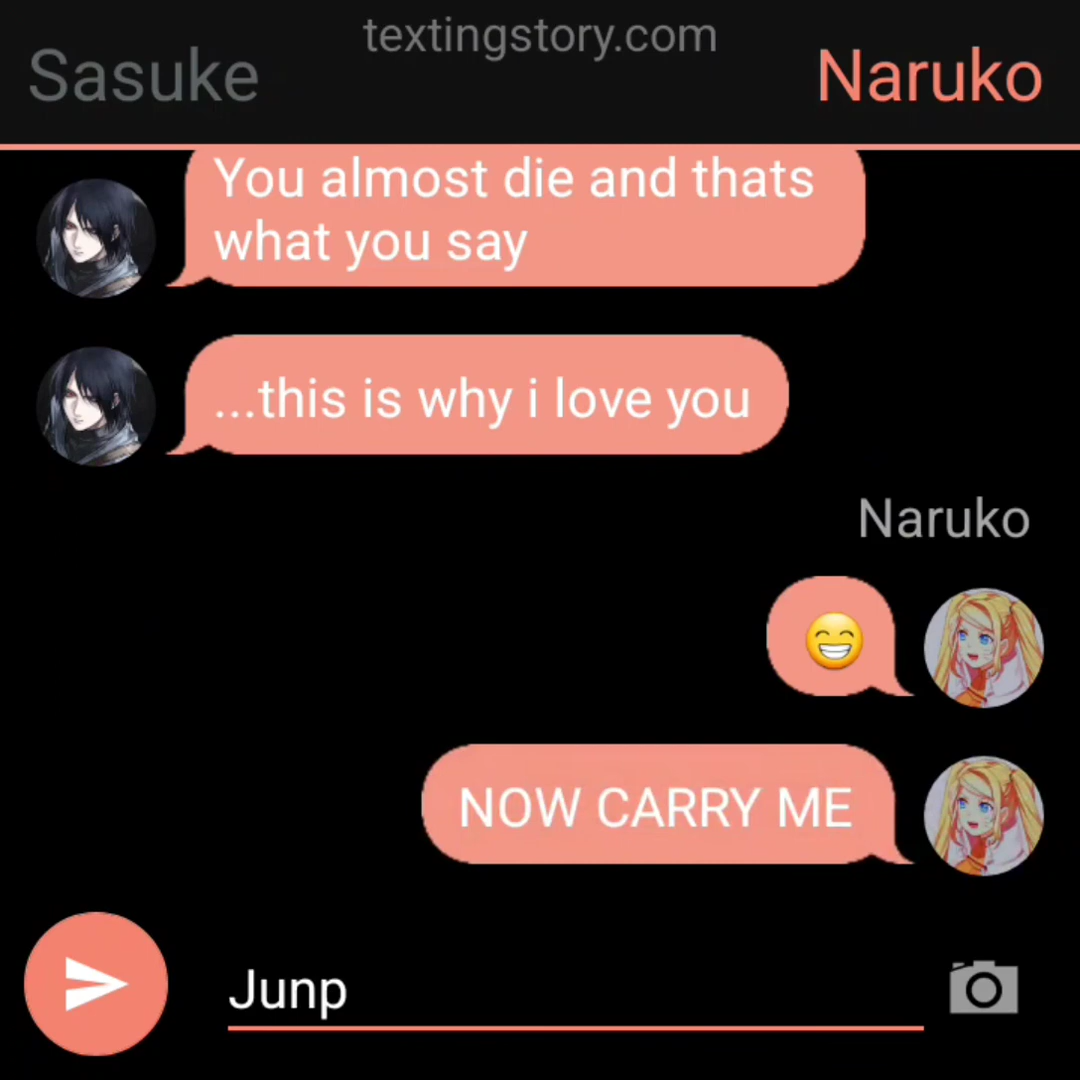 textingstory.com
Sasuke
Naruko
You almost die and thats
what you say
...this is why i love you
Naruko
😁
NOW CARRY ME
Junp